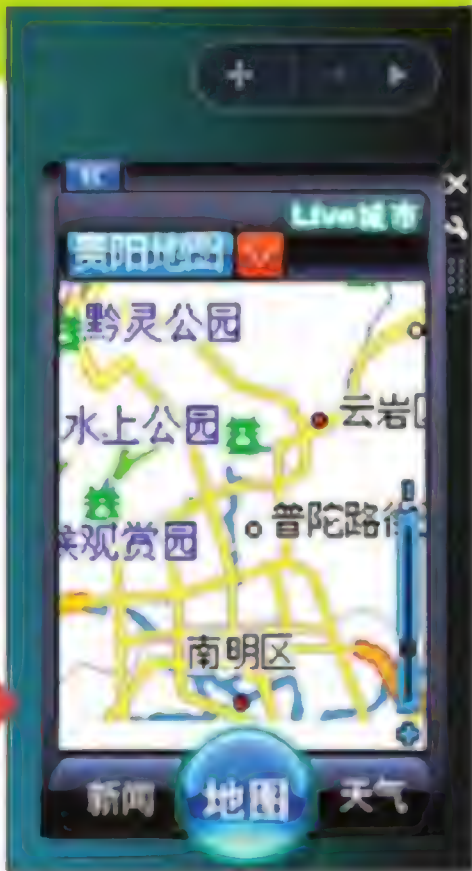 Live城市
贵阳地图
黔灵公园
云岩区
水上公园
普陀路街
观赏园
南明区
新闻
地图
天气